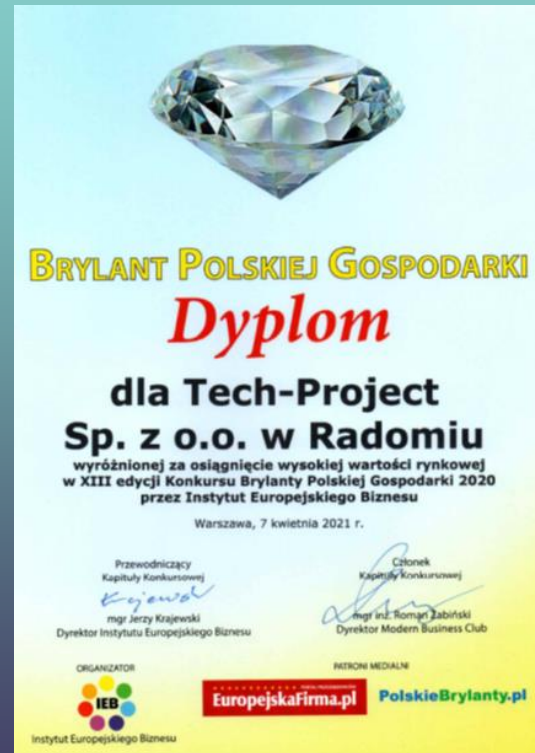 BRYLANT POLSKIEJ GOSPODARKI
Dyplom
dla Tech-Project
Sp. z o.o. w Radomiu
wyróżnionej za osiągnięcie wysokiej wartości rynkowej
w XIII edycji Konkursu Brylanty Polskiej Gospodarki 2020
przez Instytut Europejskiego Biznesu
Warszawa, 7 kwietnia 2021 r.
Przewodniczący
Kapituły Konkursowej
Krajewski
mgr Jerzy Krajewski
Dyrektor Instytutu Europejskiego Biznesu
Członek
Kapituły Konkursowej
mgr inż. Roman Żabiński
Dyrektor Modern Business Club
ORGANIZATOR
IEB
Instytut Europejskiego Biznesu
PATRONI MEDIALNI
EuropejskaFirma.pl
PolskieBrylanty.pl